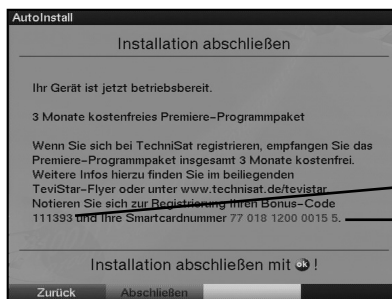 AutoInstall
Installation abschließen
Ihr Gerät ist jetzt betriebsbereit.
3 Monate kostenfreies Premiere-Programmpaket
Wenn Sie sich bei TechniSat registrieren, empfangen Sie das
Premiere-Programmpaket insgesamt 3 Monate kostenfrei.
Weitere Infos hierzu finden Sie im beiliegenden
TeviStar-Flyer oder unter www.technisat.de/tevistar
Notieren Sie sich zur Registrierung Ihren Bonus-Code
111393 und Ihre Smartcardnummer 77 018 1200 0015 5.
Installation abschließen mit ok !
Zurück Abschließen